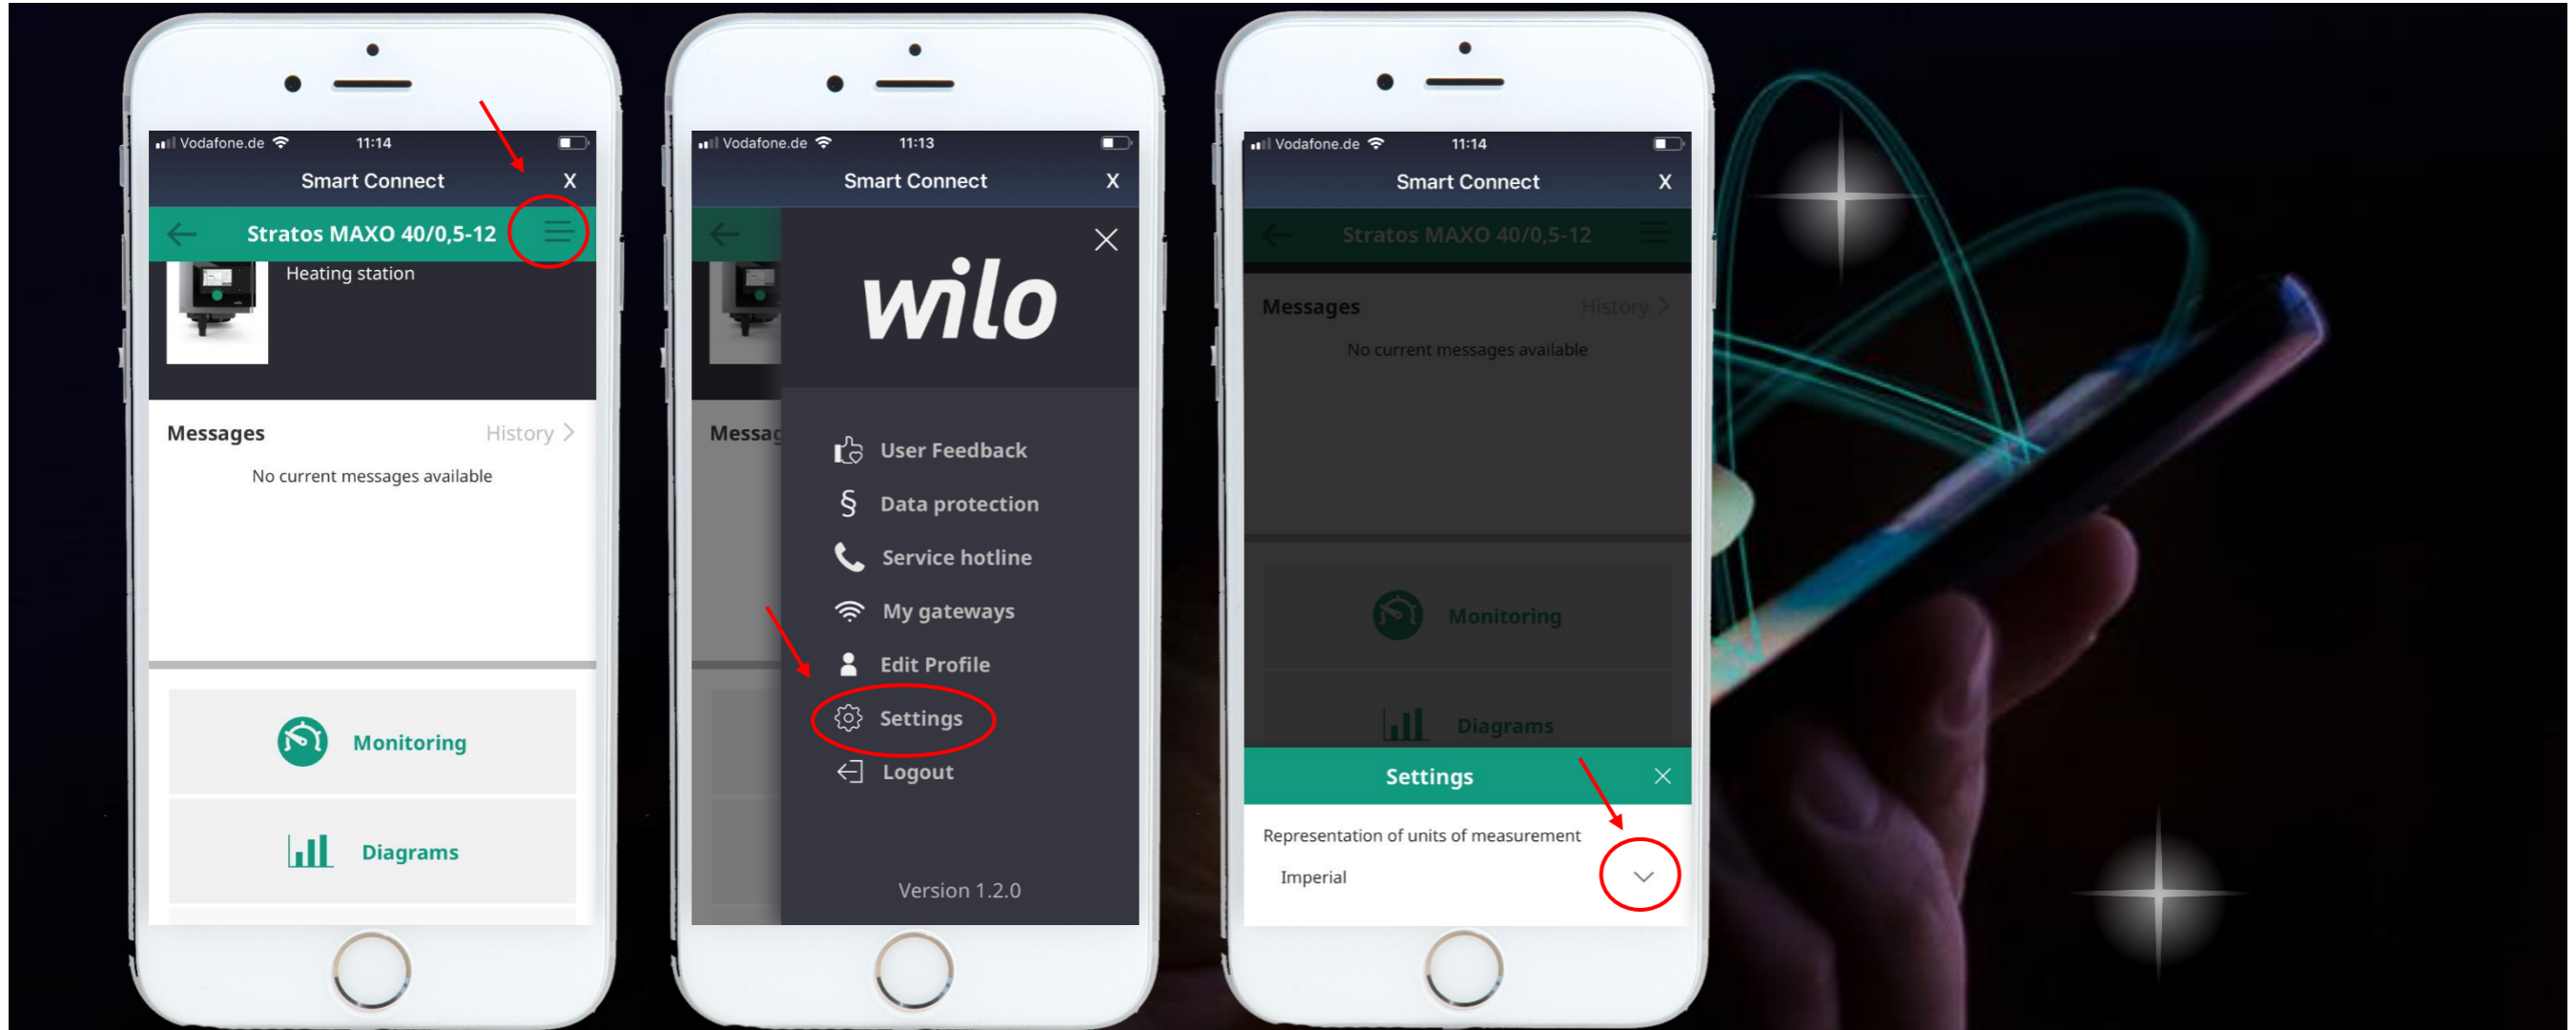 Vodafone.de
11:14
Smart Connect
X
Stratos MAXO 40/0,5-12
Heating station
Messages
History >
No current messages available
Monitoring
Diagrams
Vodafone.de
11:13
Smart Connect
X
wilo
Messag
User Feedback
§ Data protection
Service hotline
My gateways
Edit Profile
Settings
Logout
Version 1.2.0
Vodafone.de
11:14
Smart Connect
X
Stratos MAXO 40/0,5-12
Messages
History >
No current messages available
Monitoring
Diagrams
Settings
Representation of units of measurement
Imperial